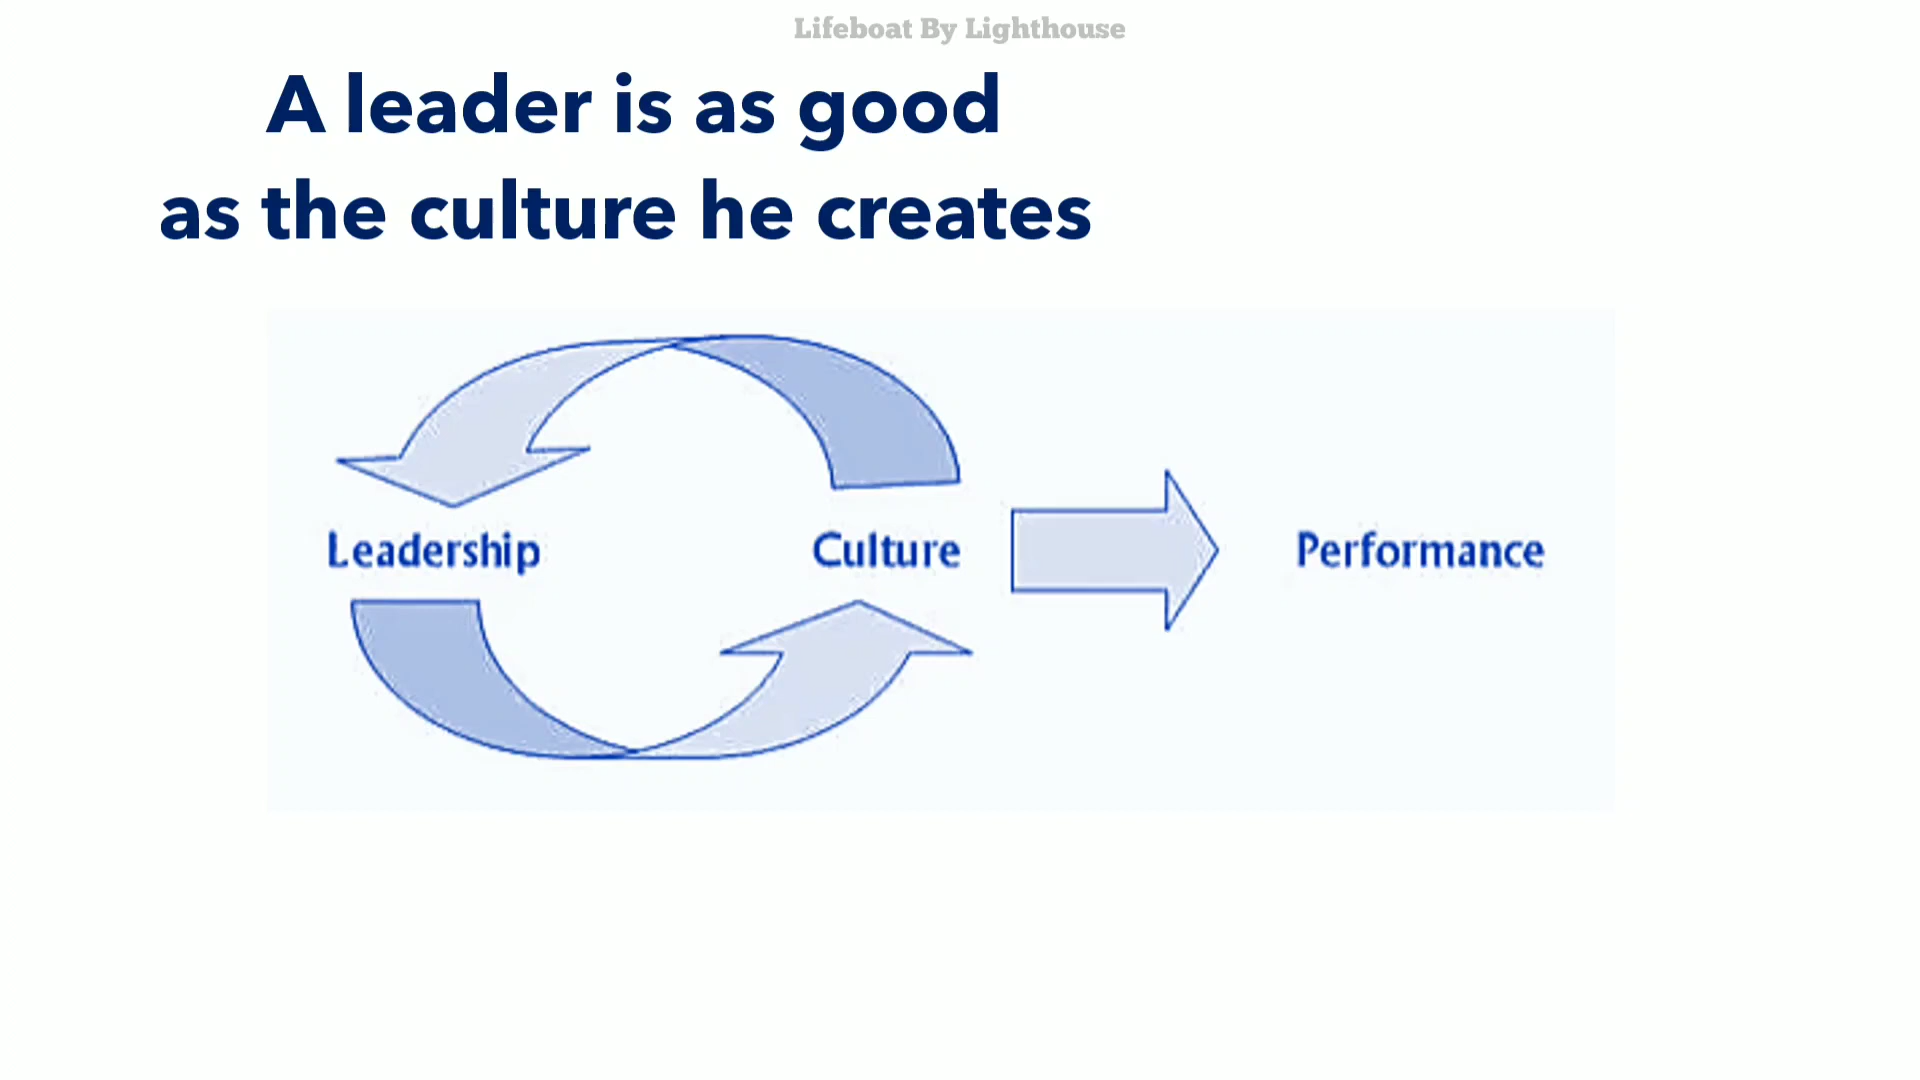 Lifeboat By Lighthouse
A leader is as good
as the culture he creates
Leadership
Culture
Performance